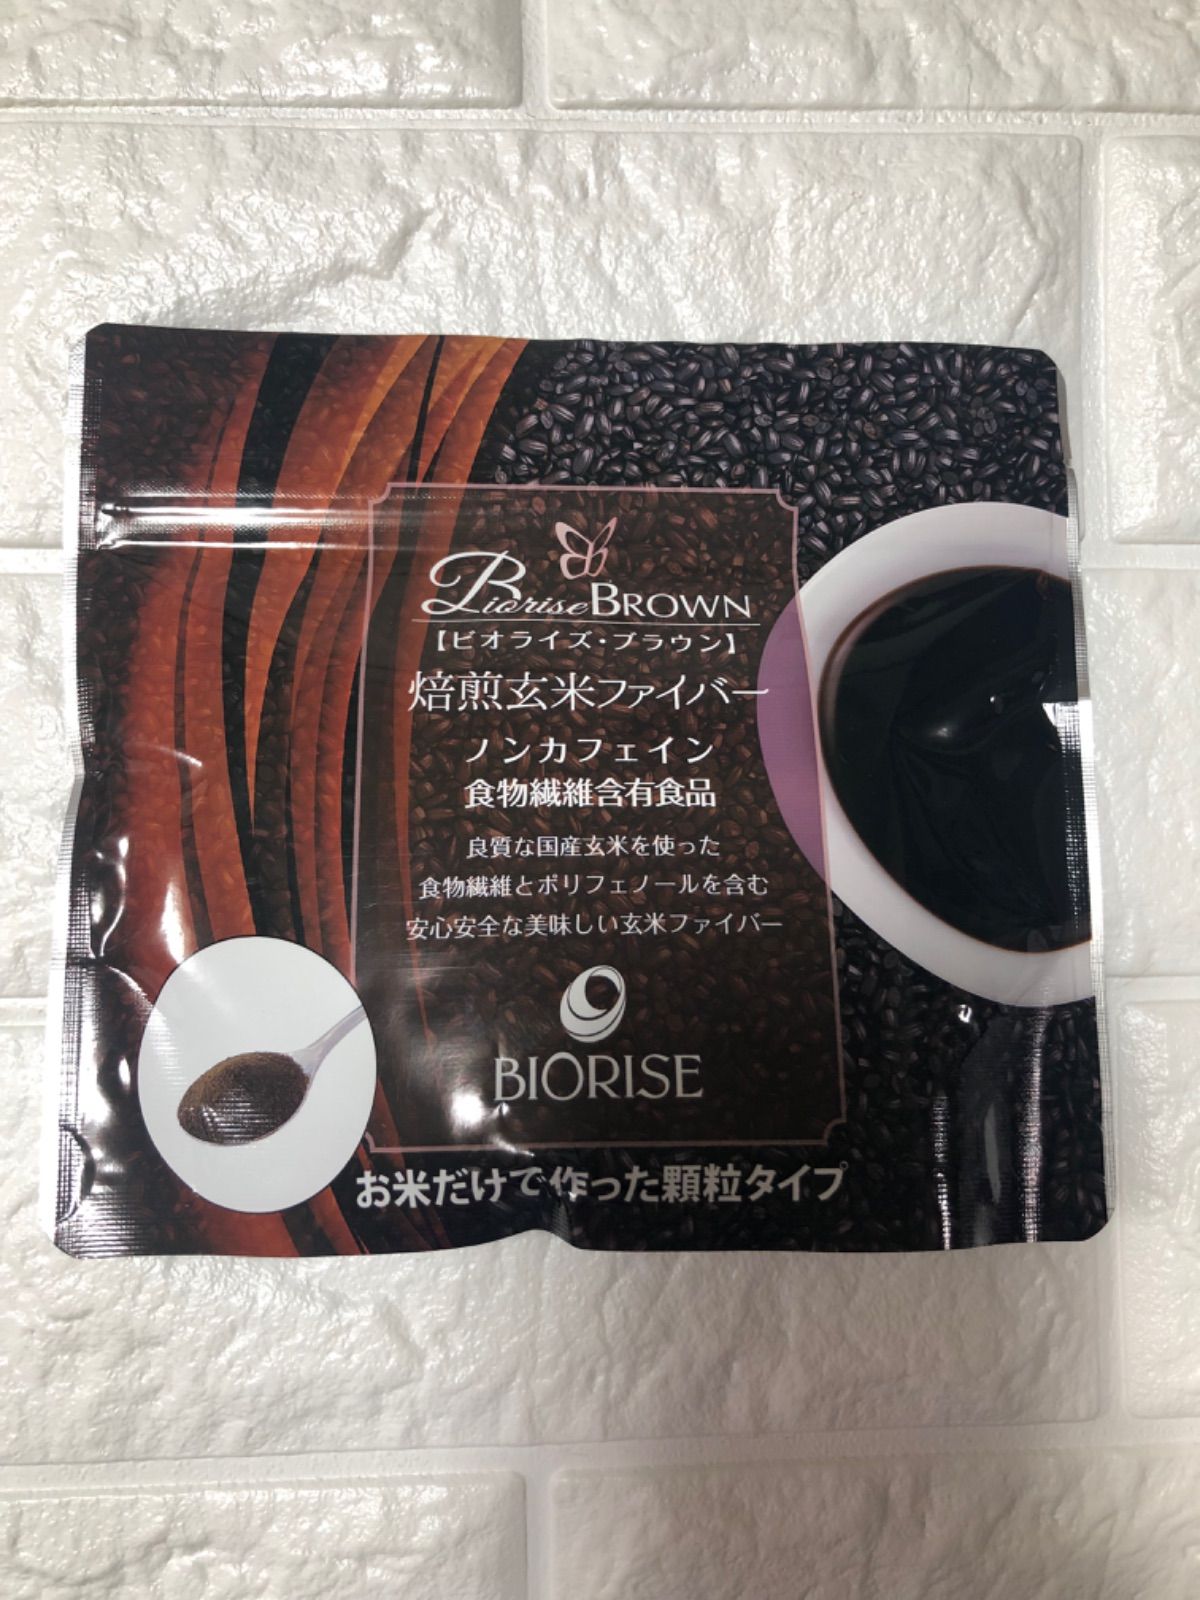 Biorise BROWN
【ビオライズ・ブラウン】
焙煎玄米ファイバー
ノンカフェイン
食物繊維含有食品
良質な国産玄米を使った
食物繊維とポリフェノールを含む
安心安全な美味しい玄米ファイバー
BIORISE
お米だけで作った顆粒タイプ